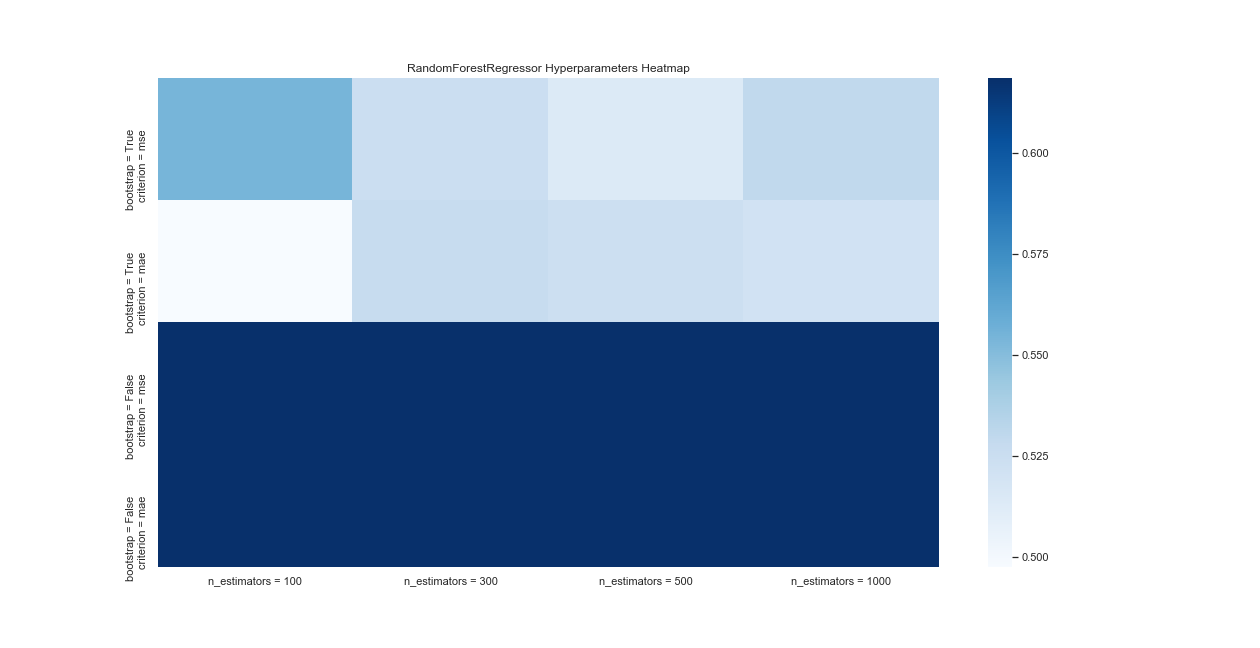 RandomForestRegressor Hyperparameters Heatmap
bootstrap = True
criterion = mse
bootstrap = True
criterion = mae
bootstrap = False
criterion = mse
bootstrap = False
criterion = mae
n_estimators = 100
n_estimators = 300
n_estimators = 500
n_estimators = 1000
0.600
0.575
0.550
0.525
0.500